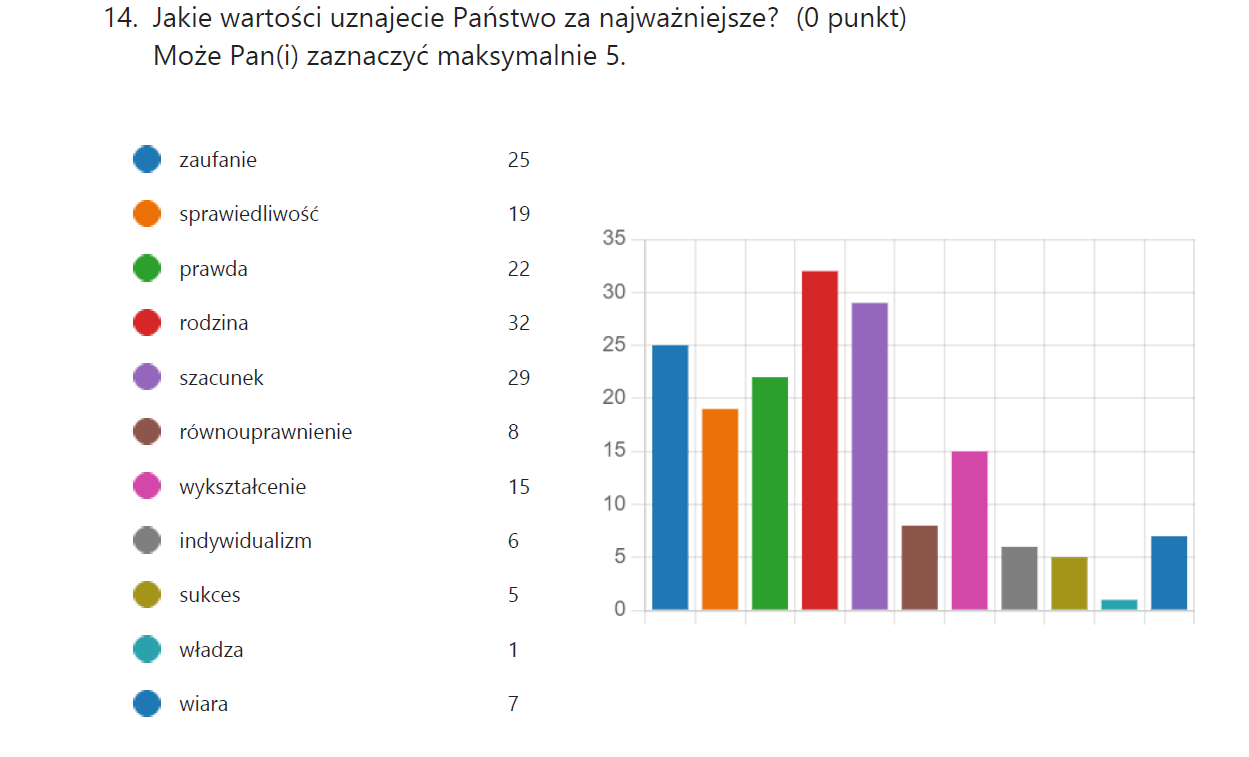 14. Jakie wartości uznajecie Państwo za najważniejsze? (0 punkt)
Może Pan(i) zaznaczyć maksymalnie 5.
zaufanie 25
sprawiedliwość 19
prawda 22
rodzina 32
szacunek 29
równouprawnienie 8
wykształcenie 15
indywidualizm 6
sukces 5
władza 1
wiara 7
35
30
25
20
15
10
5
0